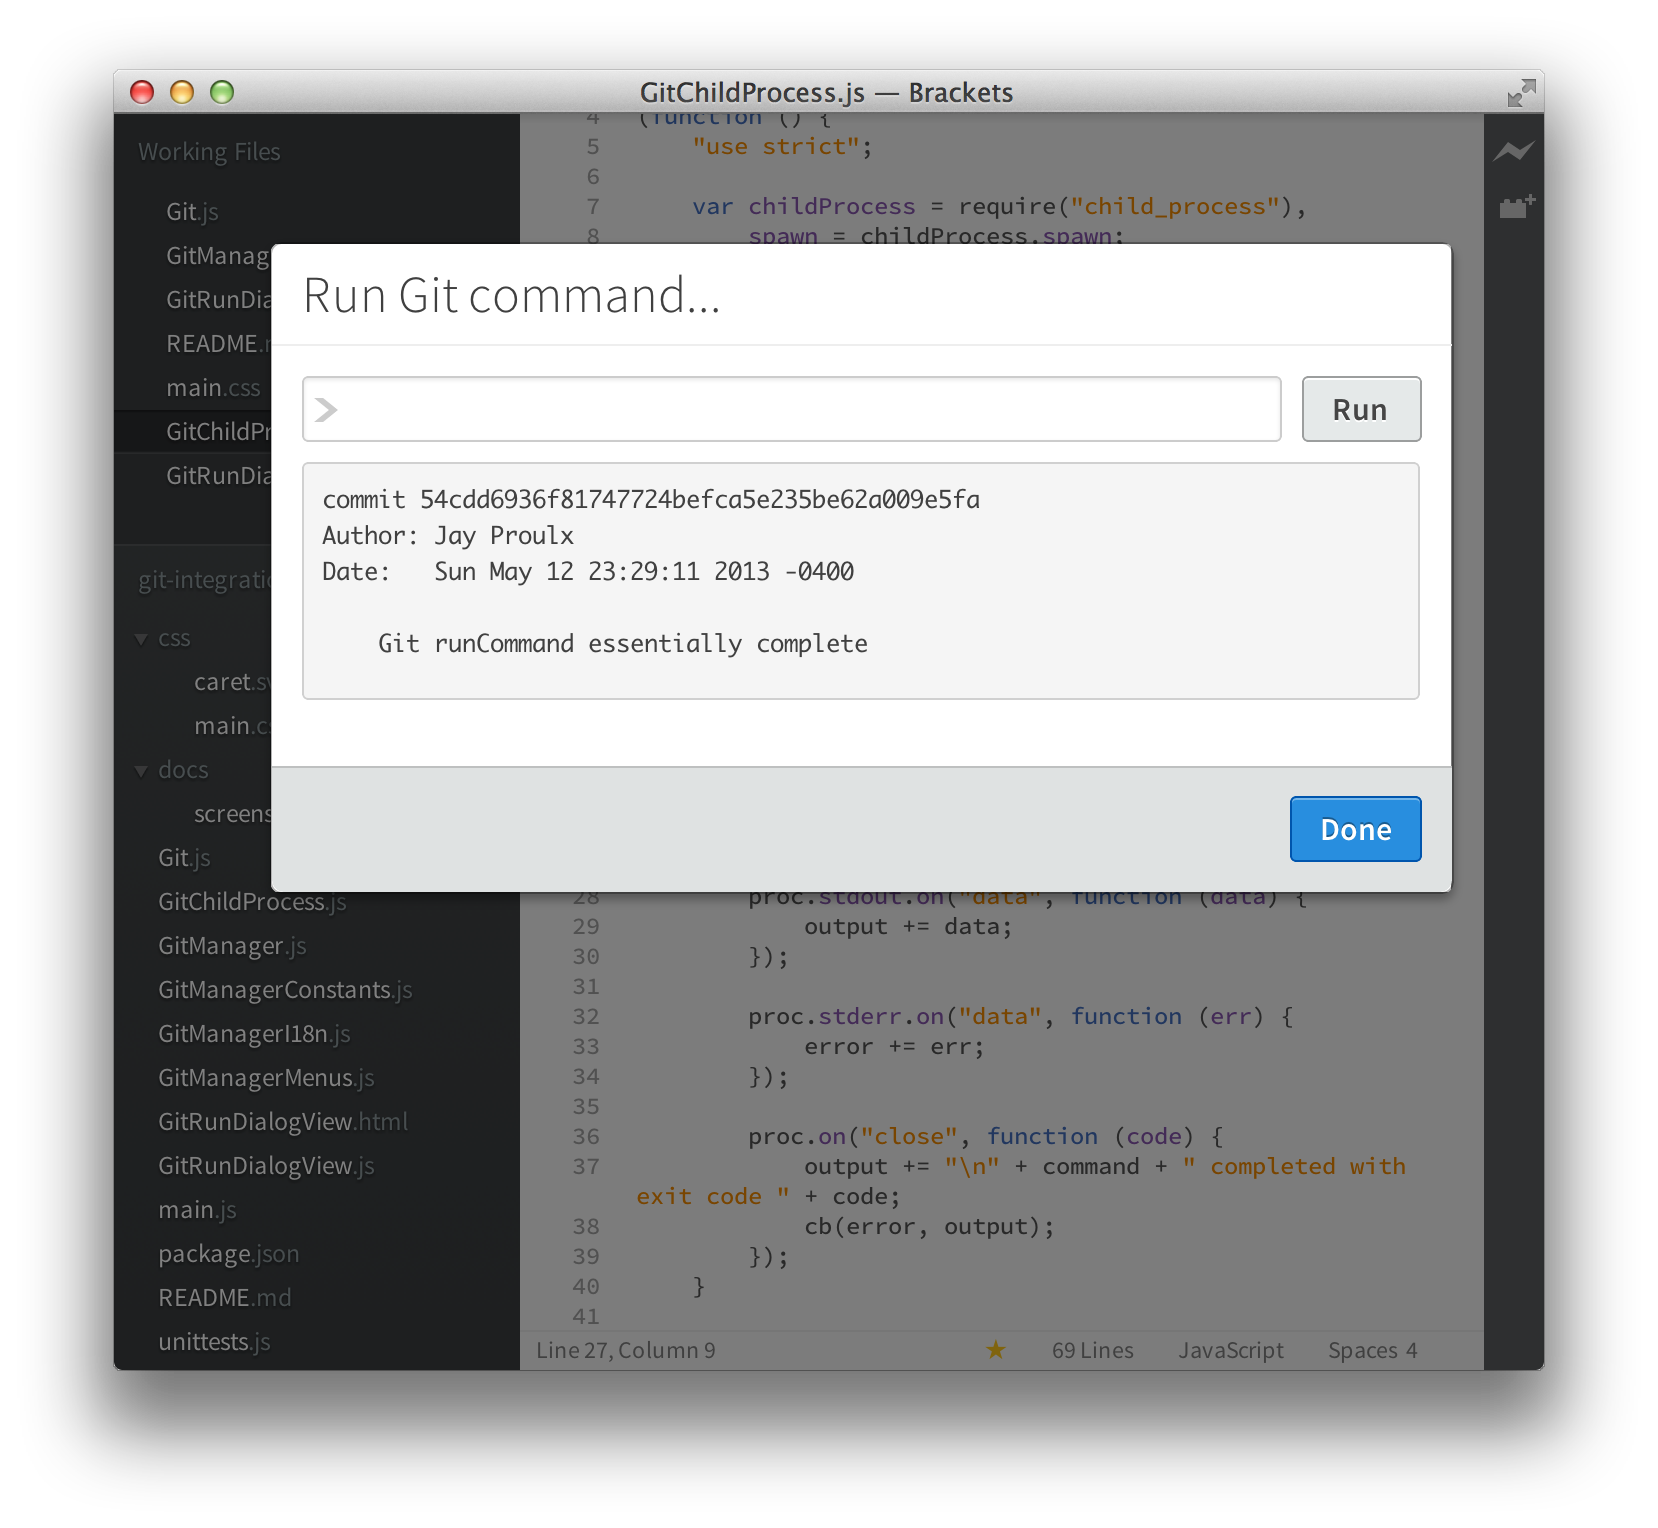 GitChildProcess.js — Brackets
Working Files
Git.js
GitManag
GitRunDia
README.
main.css
GitChildPr
GitRunDia
git-integratio
css
caret.sv
main.cs
docs
screens
Git.js
GitChildProcess.js
GitManager.js
GitManagerConstants.js
GitManagerI18n.js
GitManagerMenus.js
GitRunDialogView.html
GitRunDialogView.js
main.js
package.json
README.md
unittests.js
4 (function () {
5 "use strict";
6
7 var childProcess = require("child_process"),
8 spawn = childProcess.spawn;
Run Git command...
Run
commit 54cdd6936f81747724befca5e235be62a009e5fa
Author: Jay Proulx
Date:   Sun May 12 23:29:11 2013 -0400
Git runCommand essentially complete
Done
28 proc.stdout.on("data", function (data) {
29 output += data;
30 });
31
32 proc.stderr.on("data", function (err) {
33 error += err;
34 });
35
36 proc.on("close", function (code) {
37 output += "\n" + command + " completed with
exit code " + code;
38 cb(error, output);
39 });
40 }
41
Line 27, Column 9
★
69 Lines
JavaScript
Spaces 4